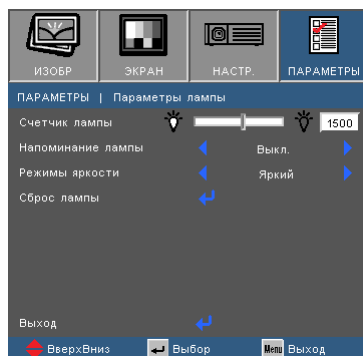 ИЗОБР ЭКРАН НАСТР. ПАРАМЕТРЫ
ПАРАМЕТРЫ | Параметры лампы
Счетчик лампы 1500
Напоминание лампы Выкл.
Режимы яркости Яркий
Сброс лампы
Выход
ВверхВниз Выбор Menu Выход